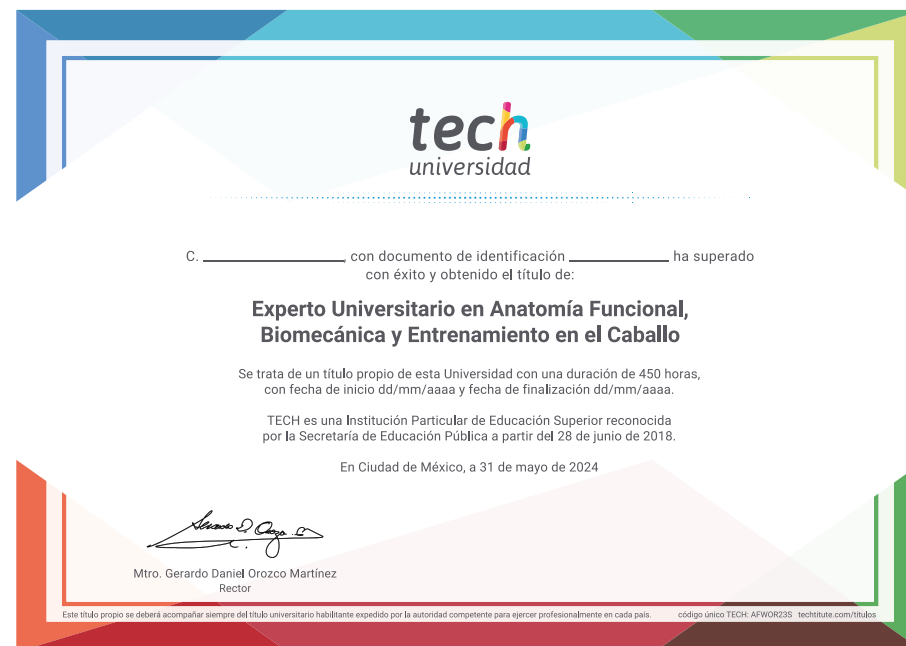 tech
universidad
C. ____________, con documento de identificación ____________ ha superado
con éxito y obtenido el título de:
Experto Universitario en Anatomía Funcional,
Biomecánica y Entrenamiento en el Caballo
Se trata de un título propio de esta Universidad con una duración de 450 horas,
con fecha de inicio dd/mm/aaaa y fecha de finalización dd/mm/aaaa.
TECH es una Institución Particular de Educación Superior reconocida
por la Secretaría de Educación Pública a partir del 28 de junio de 2018.
En Ciudad de México, a 31 de mayo de 2024
Mtro. Gerardo Daniel Orozco Martínez
Rector
Este título propio se deberá acompañar siempre del título universitario habilitante expedido por la autoridad competente para ejercer profesionalmente en cada país. código único TECH: AFWOR23S techtitute.com/titulos